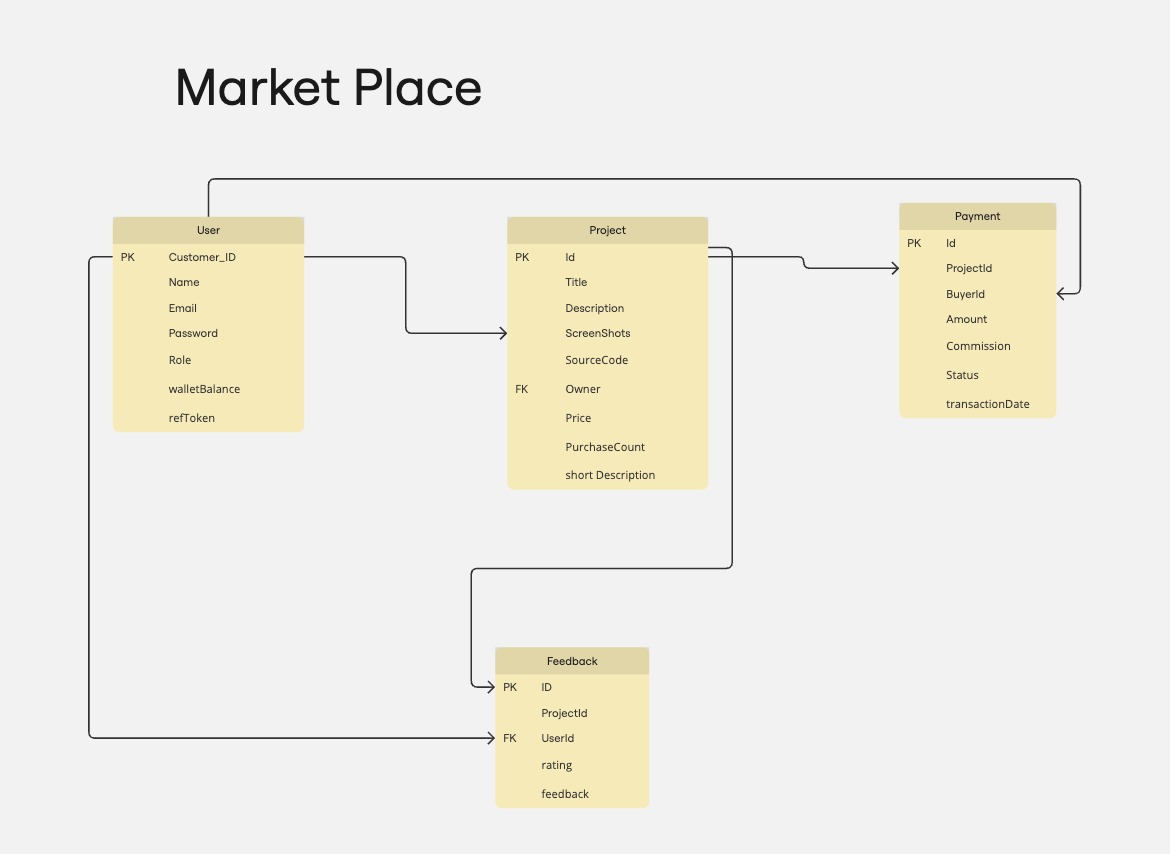 Market Place
User
PK Customer_ID
Name
Email
Password
Role
walletBalance
refToken
Project
PK Id
Title
Description
ScreenShots
SourceCode
FK Owner
Price
PurchaseCount
short Description
Payment
PK Id
ProjectId
BuyerId
Amount
Commission
Status
transactionDate
Feedback
PK ID
ProjectId
FK UserId
rating
feedback